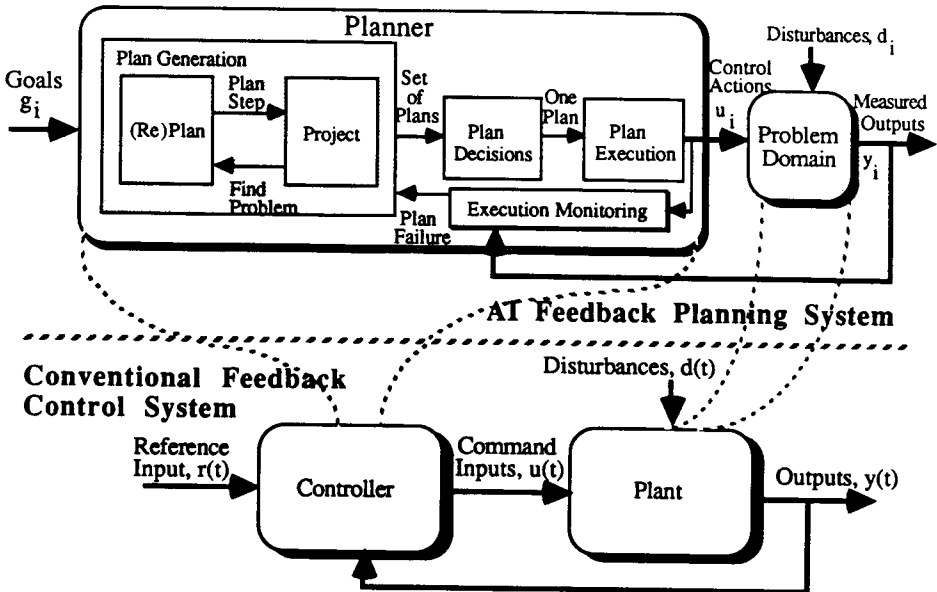 Planner
Disturbances, d i
Goals
g i
Plan Generation
Plan
Step
(Re)Plan
Project
Find
Problem
Set
of
Plans
Plan
Decisions
One
Plan
Plan
Execution
Execution Monitoring
Plan
Failure
Control
Actions
u i
Problem
Domain
Measured
Outputs
y i
AI Feedback Planning System
Conventional Feedback
Control System
Disturbances, d(t)
Reference
Input, r(t)
Controller
Command
Inputs, u(t)
Plant
Outputs, y(t)